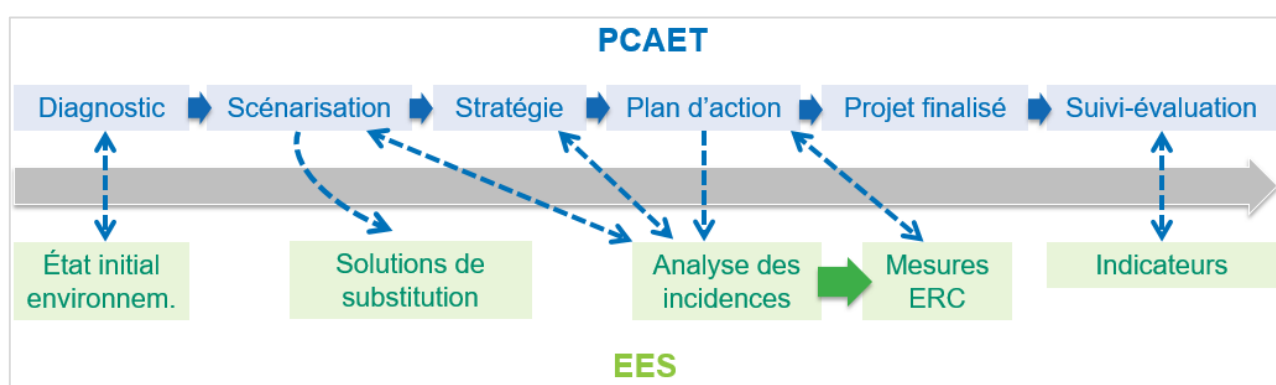 PCAET
Diagnostic
Scénarisation
Stratégie
Plan d’action
Projet finalisé
Suivi-évaluation
État initial
environnem.
Solutions de
substitution
Analyse des
incidences
Mesures
ERC
Indicateurs
EES